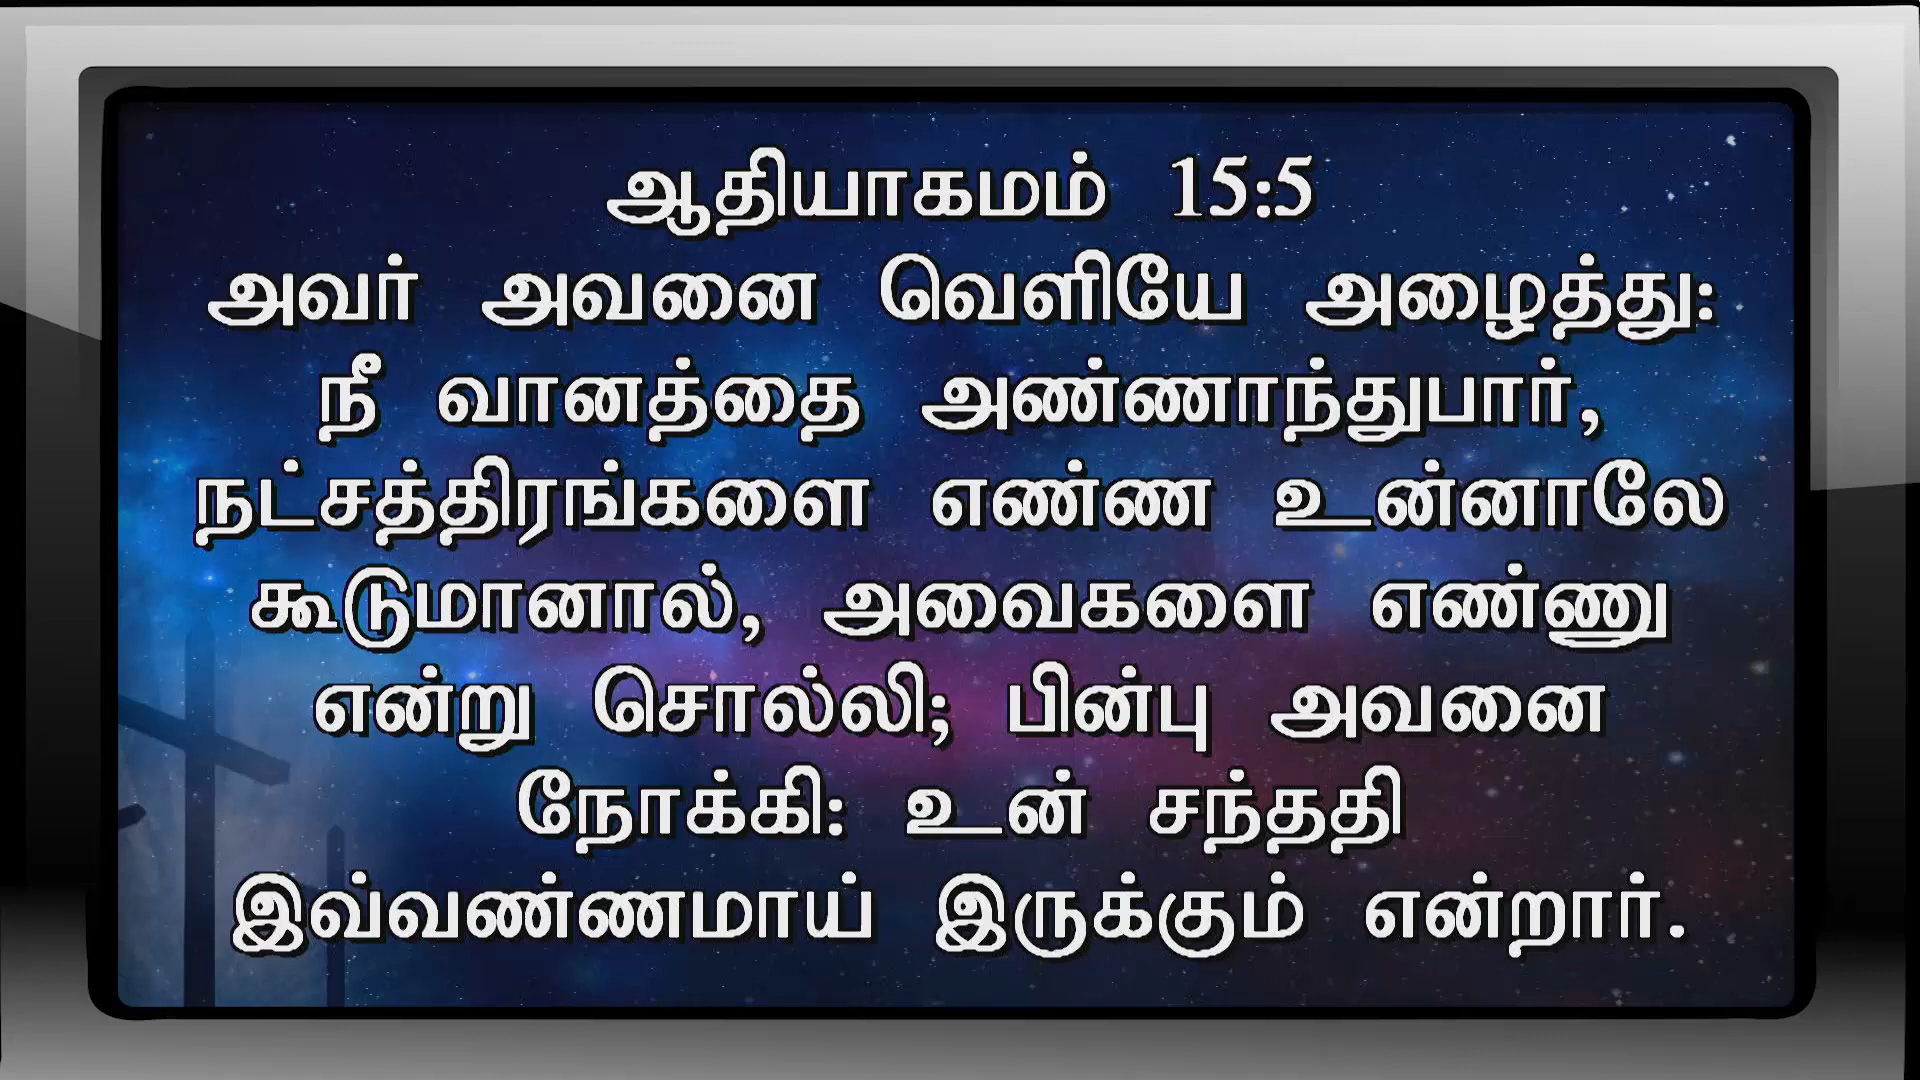 ஆதியாகமம் 15:5
அவர் அவனை வெளியே அழைத்து:
நீ வானத்தை அண்ணாந்துபார்,
நட்சத்திரங்களை எண்ண உன்னாலே
கூடுமானால், அவைகளை எண்ணு
என்று சொல்லி; பின்பு அவனை
நோக்கி: உன் சந்ததி
இவ்வண்ணமாய் இருக்கும் என்றார்.